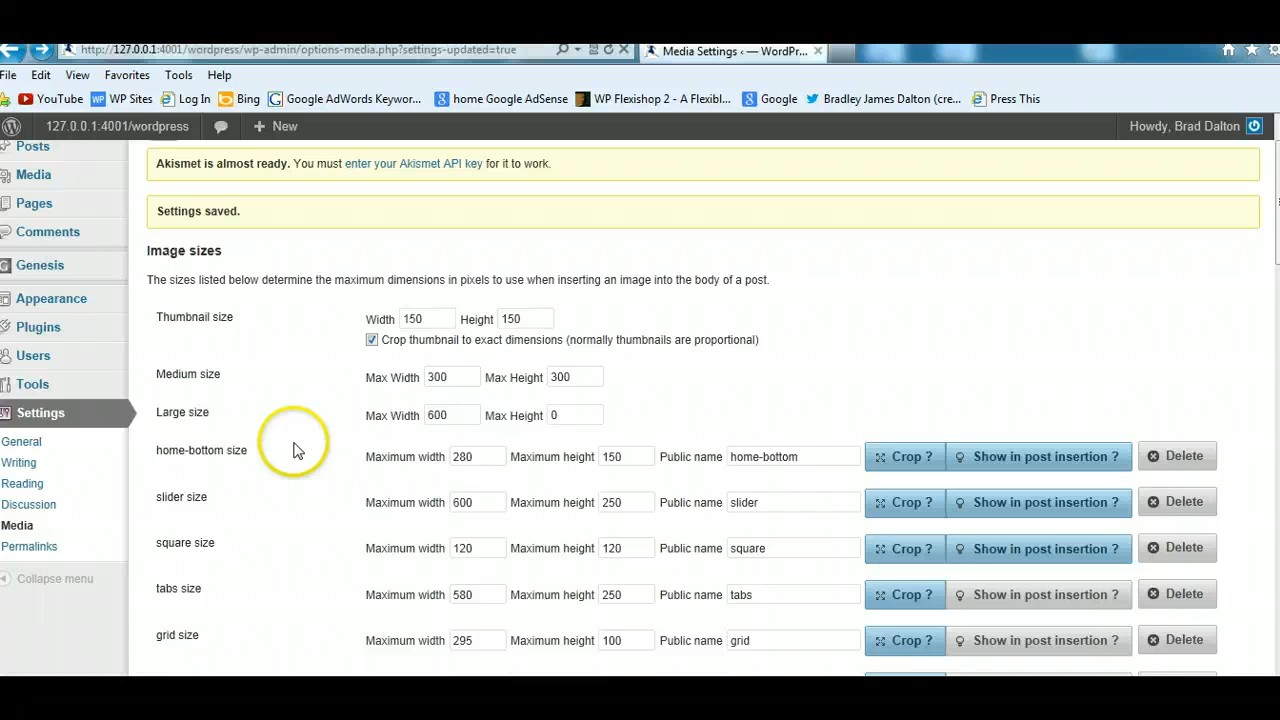 http://127.0.0.1:4001/wordpress/wp-admin/options-media.php?settings-updated=true
Media Settings ‹ — WordPr...
File Edit View Favorites Tools Help
YouTube WP Sites Log In Bing Google AdWords Keywor... home Google AdSense WP Flexishop 2 - A Flexibl... Google Bradley James Dalton (cre... Press This
127.0.0.1:4001/wordpress + New Howdy, Brad Dalton
Posts
Media
Pages
Comments
Genesis
Appearance
Plugins
Users
Tools
Settings
General
Writing
Reading
Discussion
Media
Permalinks
Collapse menu
Akismet is almost ready. You must enter your Akismet API key for it to work.
Settings saved.
Image sizes
The sizes listed below determine the maximum dimensions in pixels to use when inserting an image into the body of a post.
Thumbnail size Width 150 Height 150
Crop thumbnail to exact dimensions (normally thumbnails are proportional)
Medium size Max Width 300 Max Height 300
Large size Max Width 600 Max Height 0
home-bottom size Maximum width 280 Maximum height 150 Public name home-bottom Crop ? Show in post insertion ? Delete
slider size Maximum width 600 Maximum height 250 Public name slider Crop ? Show in post insertion ? Delete
square size Maximum width 120 Maximum height 120 Public name square Crop ? Show in post insertion ? Delete
tabs size Maximum width 580 Maximum height 250 Public name tabs Crop ? Show in post insertion ? Delete
grid size Maximum width 295 Maximum height 100 Public name grid Crop ? Show in post insertion ? Delete